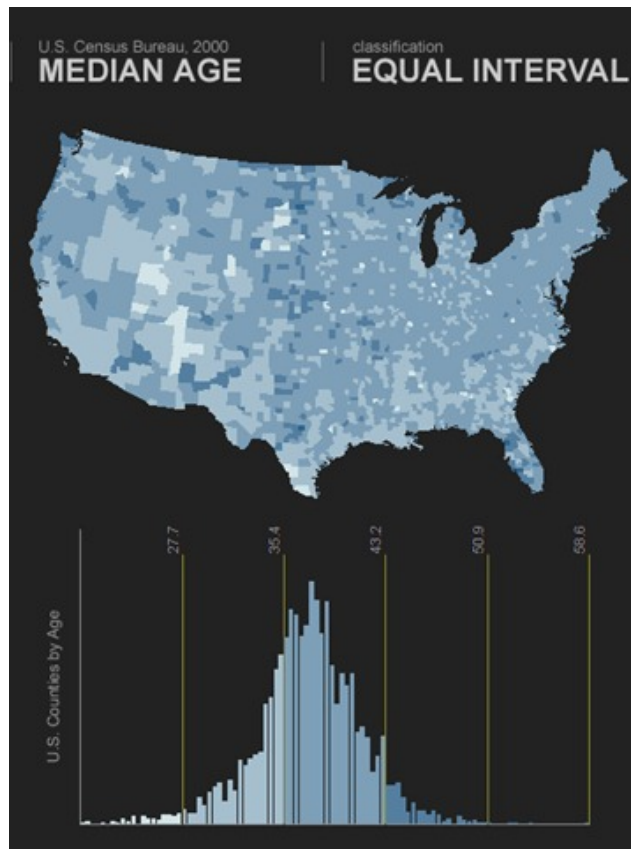 U.S. Census Bureau, 2000
MEDIAN AGE
classification
EQUAL INTERVAL
27.7
35.4
43.2
50.9
58.6
U.S. Counties by Age